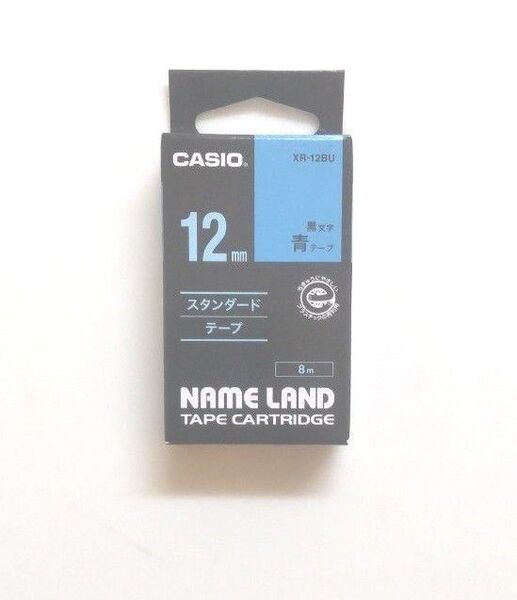 CASIO®
XR-12BU
12mm
黒文字
青テープ
スタンダード
テープ
8m
NAME LAND
TAPE CARTRIDGE